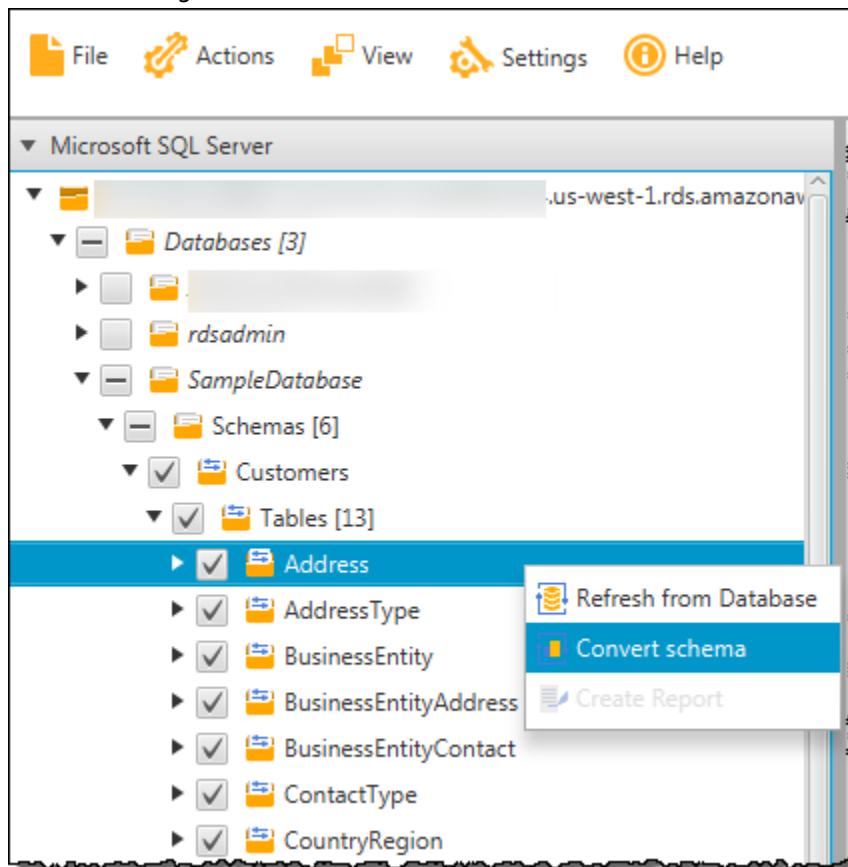 File Actions View Settings Help
Microsoft SQL Server
.us-west-1.rds.amazonaw
Databases [3]
rdsadmin
SampleDatabase
Schemas [6]
Customers
Tables [13]
Address
Refresh from Database
AddressType
Convert schema
BusinessEntity
Create Report
BusinessEntityAddress
BusinessEntityContact
ContactType
CountryRegion